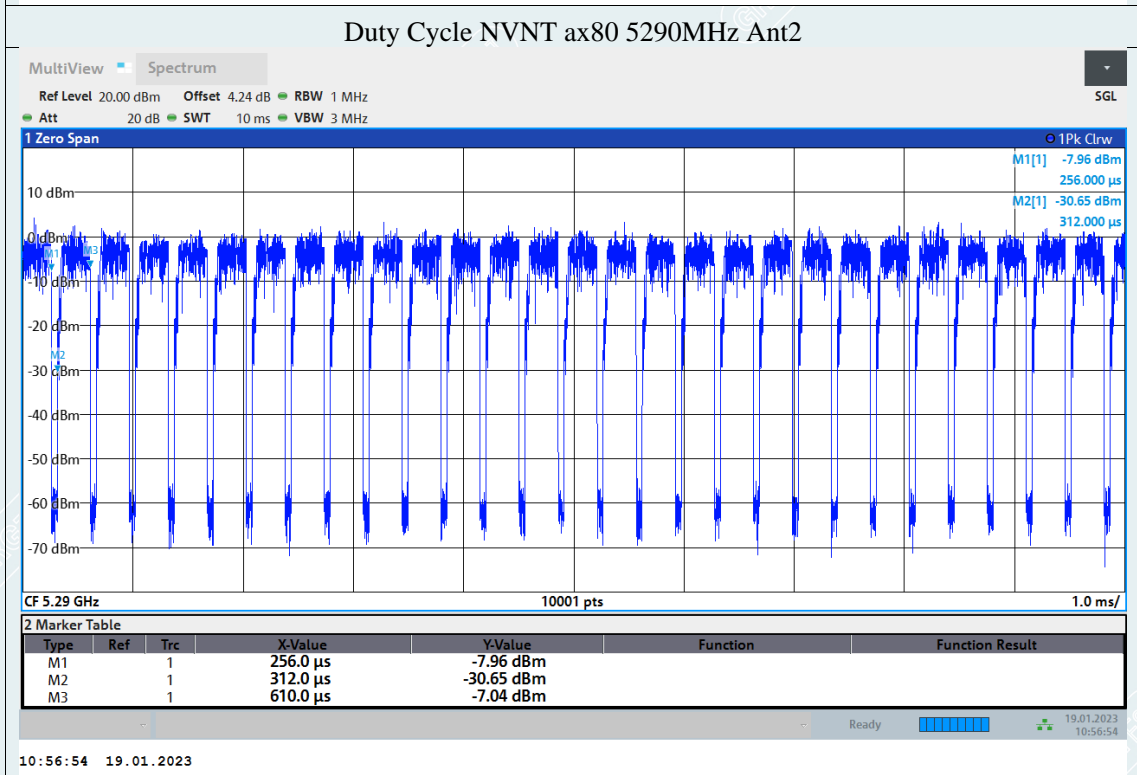 Duty Cycle NVNT ax80 5290MHz Ant2
MultiView Spectrum
Ref Level 20.00 dBm Offset 4.24 dB RBW 1 MHz SGL
Att 20 dB SWT 10 ms VBW 3 MHz
1 Zero Span 1Pk Clrw
M1[1] -7.96 dBm
256.000 µs
M2[1] -30.65 dBm
312.000 µs
10 dBm
0 dBm
M1 M3
-10 dBm
-20 dBm
M2
-30 dBm
-40 dBm
-50 dBm
-60 dBm
-70 dBm
CF 5.29 GHz 10001 pts 1.0 ms/
2 Marker Table
Type Ref Trc X-Value Y-Value Function Function Result
M1 1 256.0 µs -7.96 dBm
M2 1 312.0 µs -30.65 dBm
M3 1 610.0 µs -7.04 dBm
Ready 19.01.2023
10:56:54
10:56:54 19.01.2023